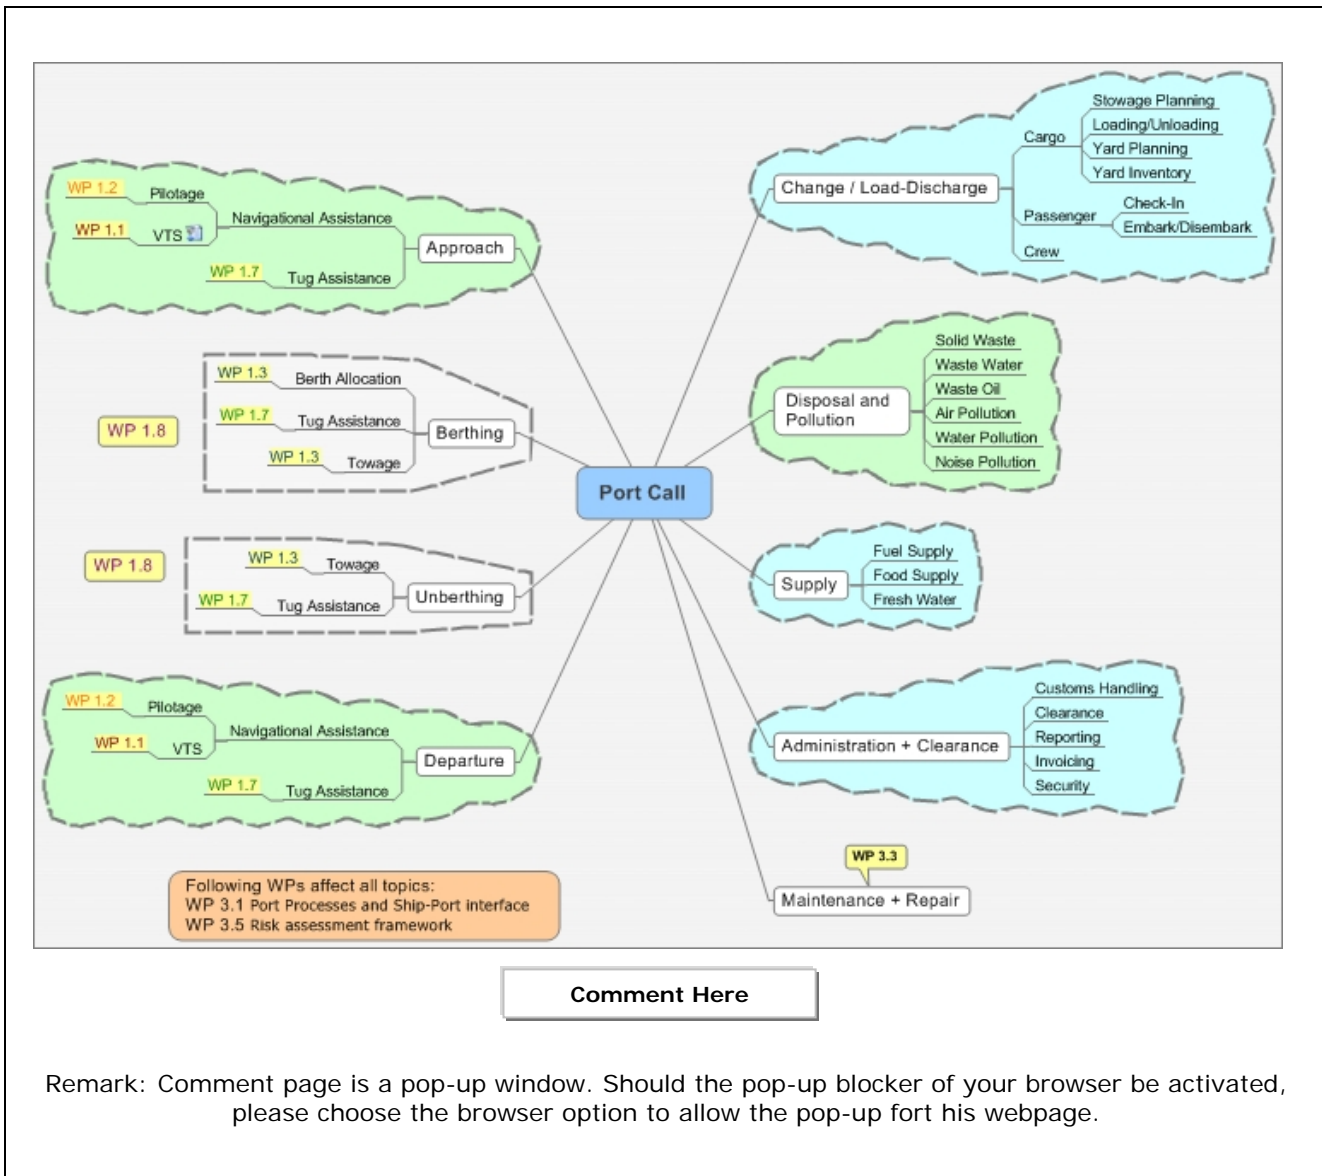 WP 1.2
Pilotage
WP 1.1
VTS
Navigational Assistance
WP 1.7
Tug Assistance
Approach
WP 1.8
WP 1.3
Berth Allocation
WP 1.7
Tug Assistance
WP 1.3
Towage
Berthing
WP 1.8
WP 1.3
Towage
WP 1.7
Tug Assistance
Unberthing
WP 1.2
Pilotage
WP 1.1
VTS
Navigational Assistance
WP 1.7
Tug Assistance
Departure
Following WPs affect all topics:
WP 3.1 Port Processes and Ship-Port interface
WP 3.5 Risk assessment framework
Port Call
Change / Load-Discharge
Cargo
Stowage Planning
Loading/Unloading
Yard Planning
Yard Inventory
Passenger
Check-In
Embark/Disembark
Crew
Disposal and
Pollution
Solid Waste
Waste Water
Waste Oil
Air Pollution
Water Pollution
Noise Pollution
Supply
Fuel Supply
Food Supply
Fresh Water
Administration + Clearance
Customs Handling
Clearance
Reporting
Invoicing
Security
WP 3.3
Maintenance + Repair
Comment Here
Remark: Comment page is a pop-up window. Should the pop-up blocker of your browser be activated,
please choose the browser option to allow the pop-up fort his webpage.